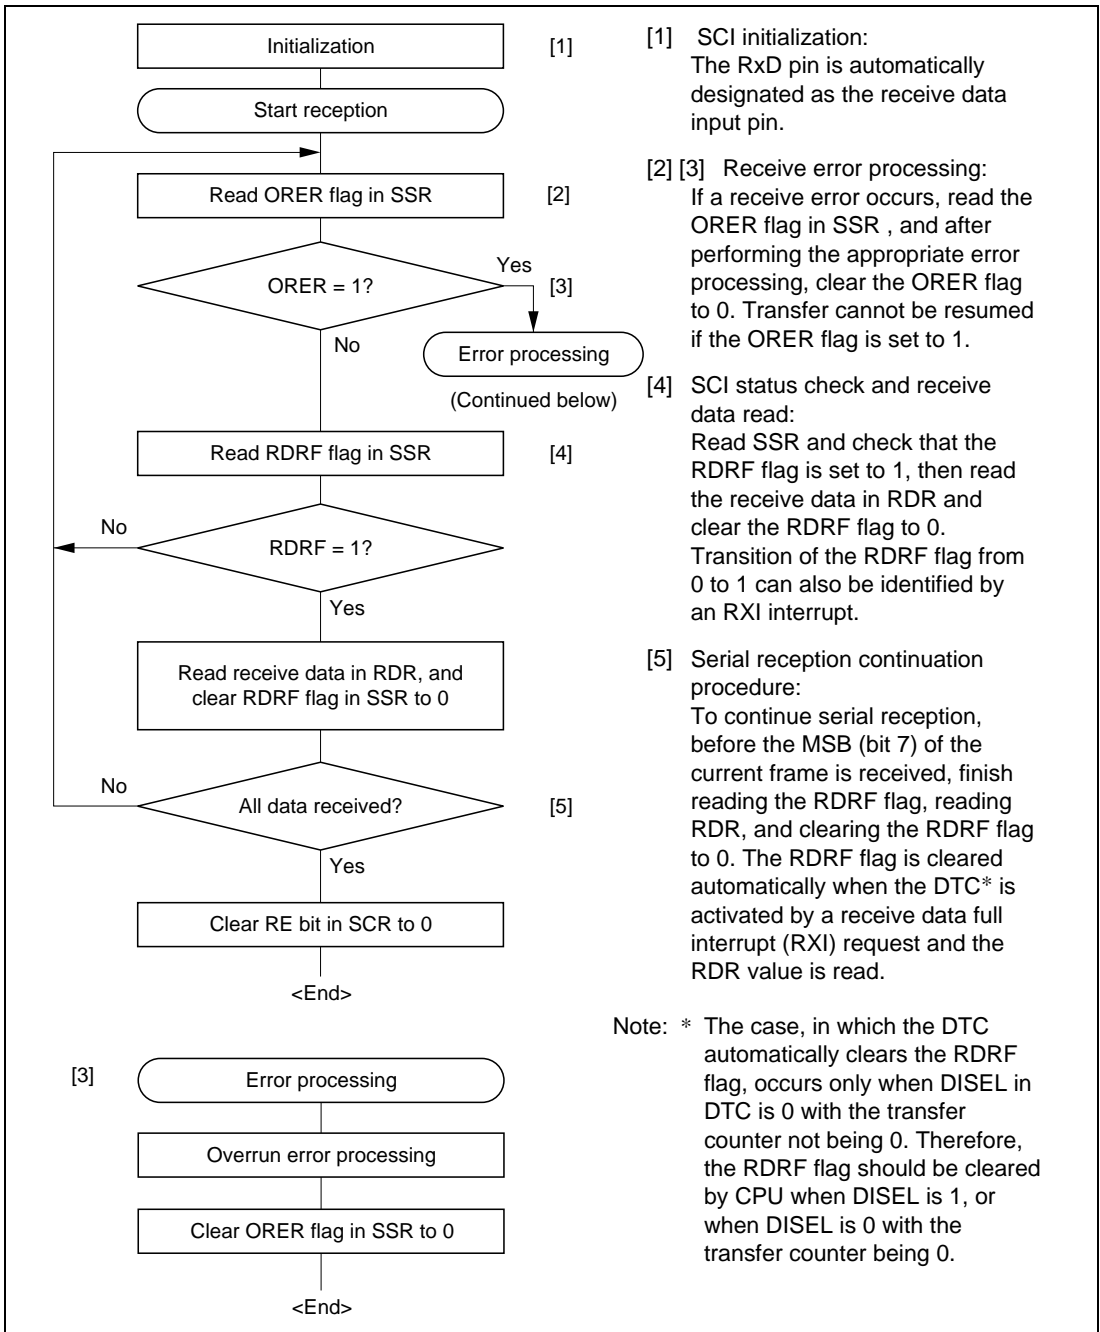 Initialization
[1]
Start reception
Read ORER flag in SSR
[2]
ORER = 1?
Yes
[3]
No
Error processing
(Continued below)
Read RDRF flag in SSR
[4]
No
RDRF = 1?
Yes
Read receive data in RDR, and
clear RDRF flag in SSR to 0
No
All data received?
[5]
Yes
Clear RE bit in SCR to 0
<End>
[3]
Error processing
Overrun error processing
Clear ORER flag in SSR to 0
<End>
[1] SCI initialization:
The RxD pin is automatically
designated as the receive data
input pin.
[2] [3] Receive error processing:
If a receive error occurs, read the
ORER flag in SSR , and after
performing the appropriate error
processing, clear the ORER flag
to 0. Transfer cannot be resumed
if the ORER flag is set to 1.
[4] SCI status check and receive
data read:
Read SSR and check that the
RDRF flag is set to 1, then read
the receive data in RDR and
clear the RDRF flag to 0.
Transition of the RDRF flag from
0 to 1 can also be identified by
an RXI interrupt.
[5] Serial reception continuation
procedure:
To continue serial reception,
before the MSB (bit 7) of the
current frame is received, finish
reading the RDRF flag, reading
RDR, and clearing the RDRF flag
to 0. The RDRF flag is cleared
automatically when the DTC* is
activated by a receive data full
interrupt (RXI) request and the
RDR value is read.
Note: * The case, in which the DTC
automatically clears the RDRF
flag, occurs only when DISEL in
DTC is 0 with the transfer
counter not being 0. Therefore,
the RDRF flag should be cleared
by CPU when DISEL is 1, or
when DISEL is 0 with the
transfer counter being 0.